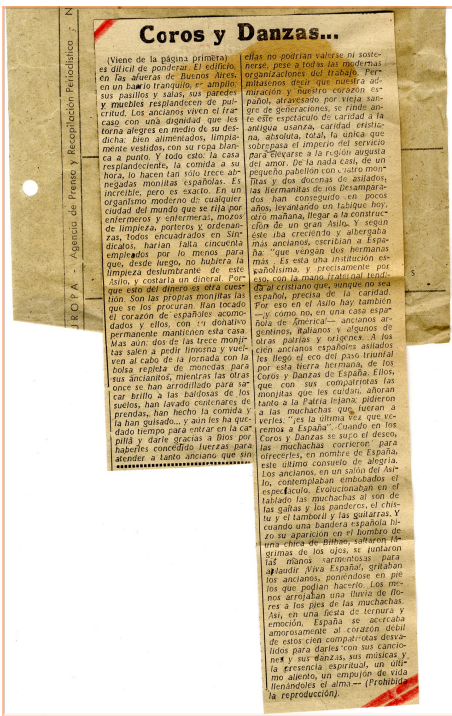 Coros y Danzas...
(Viene de la página primera)
es difícil de ponderar. El edificio,
en las afueras de Buenos Aires,
en un barrio tranquilo, es amplio,
sus pasillos y salas, sus paredes
y muebles resplandecen de pul-
critud. Los ancianos viven el fra-
caso con una dignidad que les
torna alegres en medio de su des-
dicha: bien alimentados, limpia-
mente vestidos, con su ropa blan-
ca a punto. Y todo esto: la casa
resplandeciente, la comida a su
hora, lo hacen tan sólo trece ab-
negadas monjitas españolas. Es
increíble, pero es exacto. En un
organismo moderno de cualquier
ciudad del mundo que se rija por
enfermeros y enfermeras, mozos
de limpieza, porteros y ordenan-
zas, todos encuadrados en Sin-
dicatos, harían falta cincuenta
empleados por lo menos para
que, desde luego, no hubiera la
limpieza deslumbrante de este
Asilo, y costaría un dineral. Por-
que esto del dinero es otra cues-
tión. Son las propias monjitas las
que se los procuran. Han tocado
el corazón de españoles acomo-
dados y ellos, con su donativo
permanente mantienen esta casa.
Mas aún: dos de las trece monji-
tas salen a pedir limosna y vuel-
ven al cabo de la jornada con la
bolsa repleta de monedas para
sus ancianitos, mientras las otras
once se han arrodillado para sa-
car brillo a las baldosas de los
suelos, han lavado centenares de
prendas, han hecho la comida y
la han guisado... y aún les ha que-
dado tiempo para entrar en la ca-
pilla y darle gracias a Dios por
haberles concedido fuerzas para
atender a tanto anciano que sin
ellas no podrían valerse ni soste-
nerse, pese a todas las modernas
organizaciones del trabajo. Per-
mítasenos decir que nuestra ad-
miración y nuestro corazón es-
pañol, atravesado por vieja san-
gre de generaciones, se rinde an-
te este espectáculo de caridad a la
antigua usanza, caridad cristia-
na, absoluta, total, la única que
sobrepasa el imperio del servicio
para elevarse a la región augusta
del amor. De la nada casi, de un
pequeño pabellón con cuatro mon-
jitas y dos docenas de asilados,
las Hermanitas de los Desampara-
dos han conseguido en pocos
años, levantando un tabique hoy,
otro mañana, llegar a la construc-
ción de un gran Asilo. Y según
éste iba creciendo y albergaba
más ancianos, escribían a Espa-
ña: "que vengan dos hermanas
más". Es esta una institución es-
pañolísima, y precisamente por
eso, con la mano fraternal tendi-
da al cristiano que, aunque no sea
español, precisa de la caridad.
Por eso en el Asilo hay también
—¡y cómo no, en una casa espa-
ñola de América!— ancianos ar-
gentinos, italianos y algunos de
otras patrias y orígenes. A los
cien ancianos españoles asilados
les llegó el eco del paso triunfal
por esta tierra hermana, de los
Coros y Danzas de España. Ellos,
que con sus compatriotas las
monjitas que les cuidan, añoran
tanto a la Patria lejana, pidieron
a las muchachas que fueran a
verles. "¡es la última vez que ve-
remos a España". Cuando en los
Coros y Danzas se supo el deseo,
las muchachas corrieron para
ofrecerles, en nombre de España,
este último consuelo de alegría.
Los ancianos, en un salón del Asi-
lo, contemplaban embobados el
espectáculo. Evolucionaban en el
tablado las muchachas al son de
las gaitas y los panderos, el chis-
tu y el tamboril y las guitarras. Y
cuando una bandera española hi-
zo su aparición en el hombro de
una chica de Bilbao, saltaron lá-
grimas de los ojos, se juntaron
las manos sarmentosas para
aplaudir ¡Viva España!, gritaban
los ancianos, poniéndose en pie
los que podían hacerlo. Los me-
nos arrojaban una lluvia de flo-
res a los pies de las muchachas.
Así, en una fiesta de ternura y
emoción, España se acercaba
amorosamente al corazón débil
de estos cien compatriotas desva-
lidos para darles con sus cancio-
nes y sus danzas, sus músicas y
la presencia espiritual, un últi-
mo aliento, un empujón de vida
llenándoles el alma.— (Prohibida
la reproducción).
EUROPA - Agencia de Prensa y Recopilación Periodística -